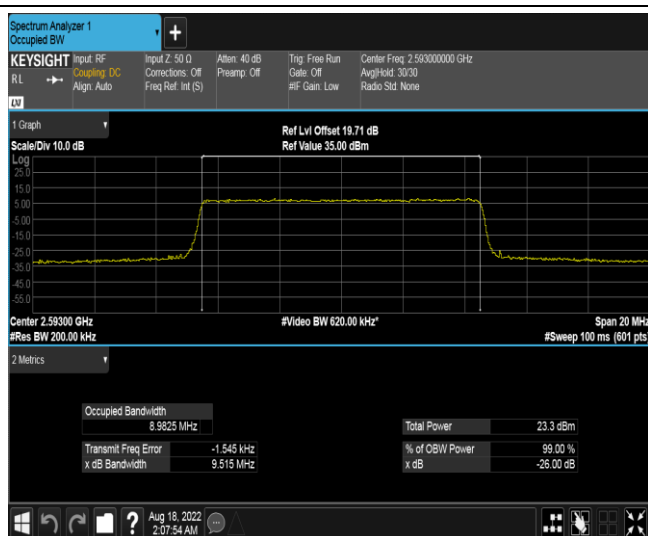 Spectrum Analyzer 1
Occupied BW
+
KEYSIGHT
RL
LXI
Input: RF
Coupling: DC
Align: Auto
Input Z: 50 Ω
Corrections: Off
Freq Ref: Int (S)
Atten: 40 dB
Preamp: Off
Trig: Free Run
Gate: Off
#IF Gain: Low
Center Freq: 2.593000000 GHz
Avg|Hold: 30/30
Radio Std: None
1 Graph
Scale/Div 10.0 dB
Ref Lvl Offset 19.71 dB
Ref Value 35.00 dBm
Log
25.0
15.0
5.00
-5.00
-15.0
-25.0
-35.0
-45.0
-55.0
Center 2.59300 GHz
#Res BW 200.00 kHz
#Video BW 620.00 kHz*
Span 20 MHz
#Sweep 100 ms (601 pts)
2 Metrics
Occupied Bandwidth
8.9825 MHz
Transmit Freq Error -1.545 kHz
x dB Bandwidth 9.515 MHz
Total Power 23.3 dBm
% of OBW Power 99.00 %
x dB -26.00 dB
?
Aug 18, 2022
2:07:54 AM